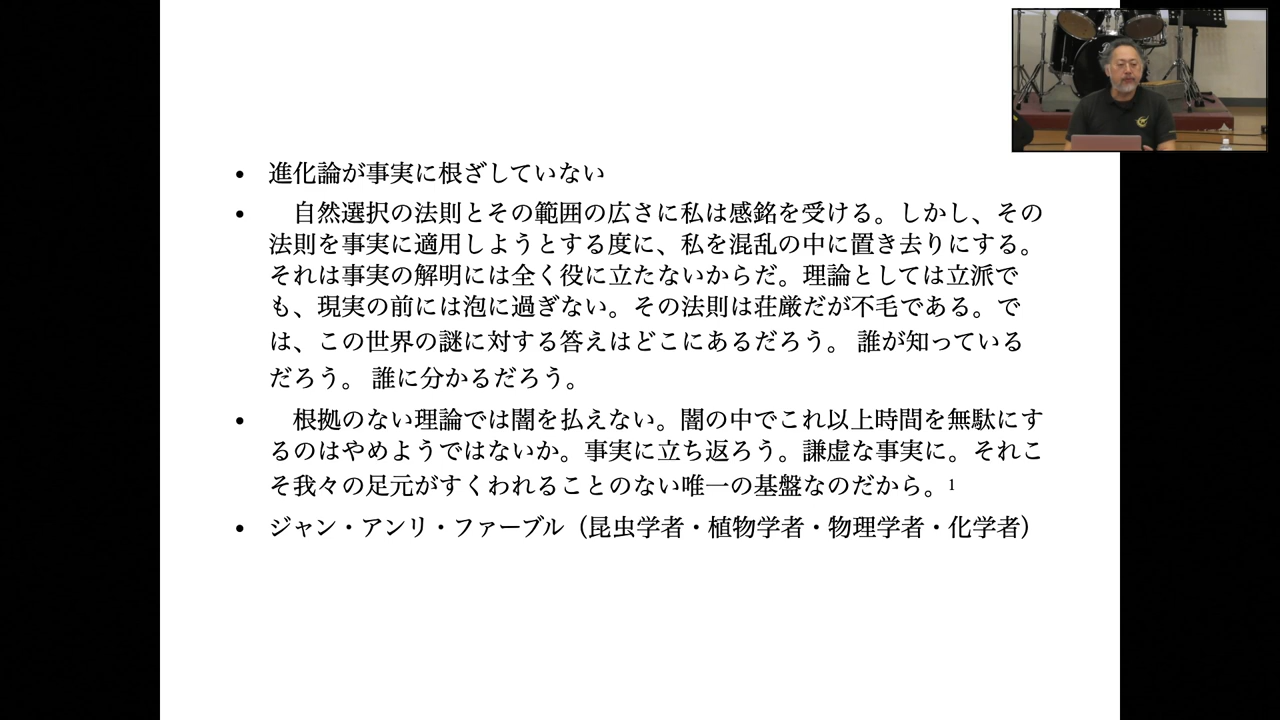 • 進化論が事実に根ざしていない
•　自然選択の法則とその範囲の広さに私は感銘を受ける。しかし、その
法則を事実に適用しようとする度に、私を混乱の中に置き去りにする。
それは事実の解明には全く役に立たないからだ。理論としては立派で
も、現実の前には泡に過ぎない。その法則は荘厳だが不毛である。で
は、この世界の謎に対する答えはどこにあるだろう。 誰が知っている
だろう。 誰に分かるだろう。
•　根拠のない理論では闇を払えない。闇の中でこれ以上時間を無駄にす
るのはやめようではないか。事実に立ち返ろう。謙虚な事実に。それこ
そ我々の足元がすくわれることのない唯一の基盤なのだから。1
• ジャン・アンリ・ファーブル（昆虫学者・植物学者・物理学者・化学者）